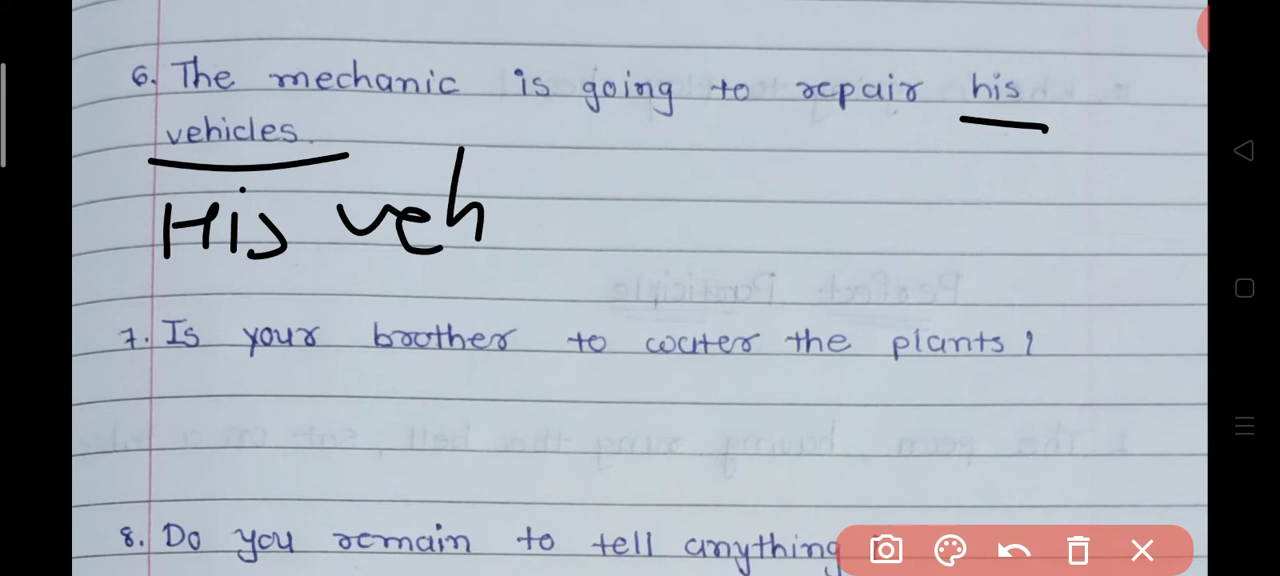 6. The mechanic is going to repair his
vehicles.
His veh
7. Is your brother to water the plants?
8. Do you remain to tell anything